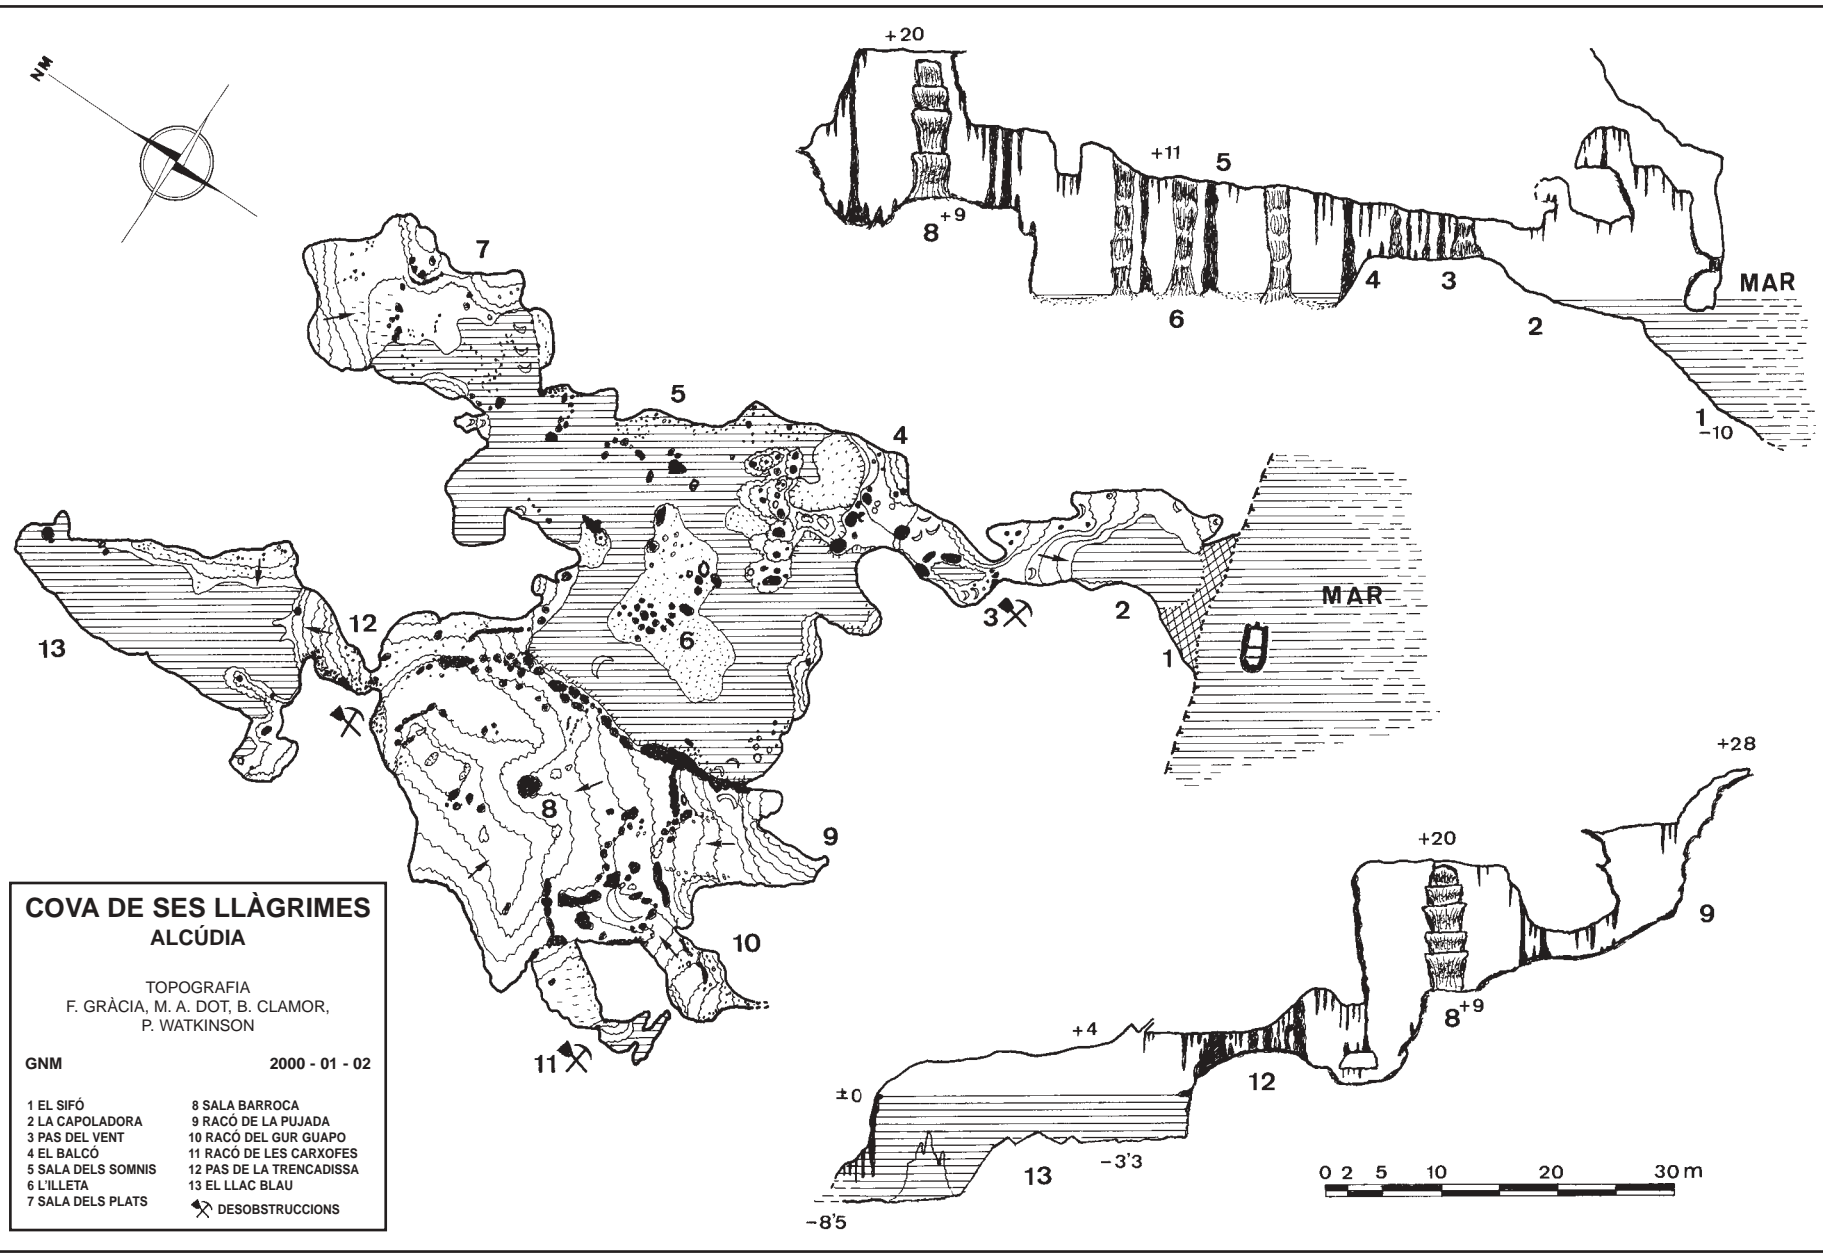 NM
+20
+11
5
8
+9
6
4
3
2
MAR
1
-10
7
5
4
6
3
2
1
MAR
13
12
8
9
10
11
+28
+20
9
8
+9
+4
12
±0
-3'3
13
-8'5
0 2 5 10 20 30 m
COVA DE SES LLÀGRIMES
ALCÚDIA
TOPOGRAFIA
F. GRÀCIA, M. A. DOT, B. CLAMOR,
P. WATKINSON
GNM 2000 - 01 - 02
1 EL SIFÓ
2 LA CAPOLADORA
3 PAS DEL VENT
4 EL BALCÓ
5 SALA DELS SOMNIS
6 L'ILLETA
7 SALA DELS PLATS
8 SALA BARROCA
9 RACÓ DE LA PUJADA
10 RACÓ DEL GUR GUAPO
11 RACÓ DE LES CARXOFES
12 PAS DE LA TRENCADISSA
13 EL LLAC BLAU
DESOBSTRUCCIONS